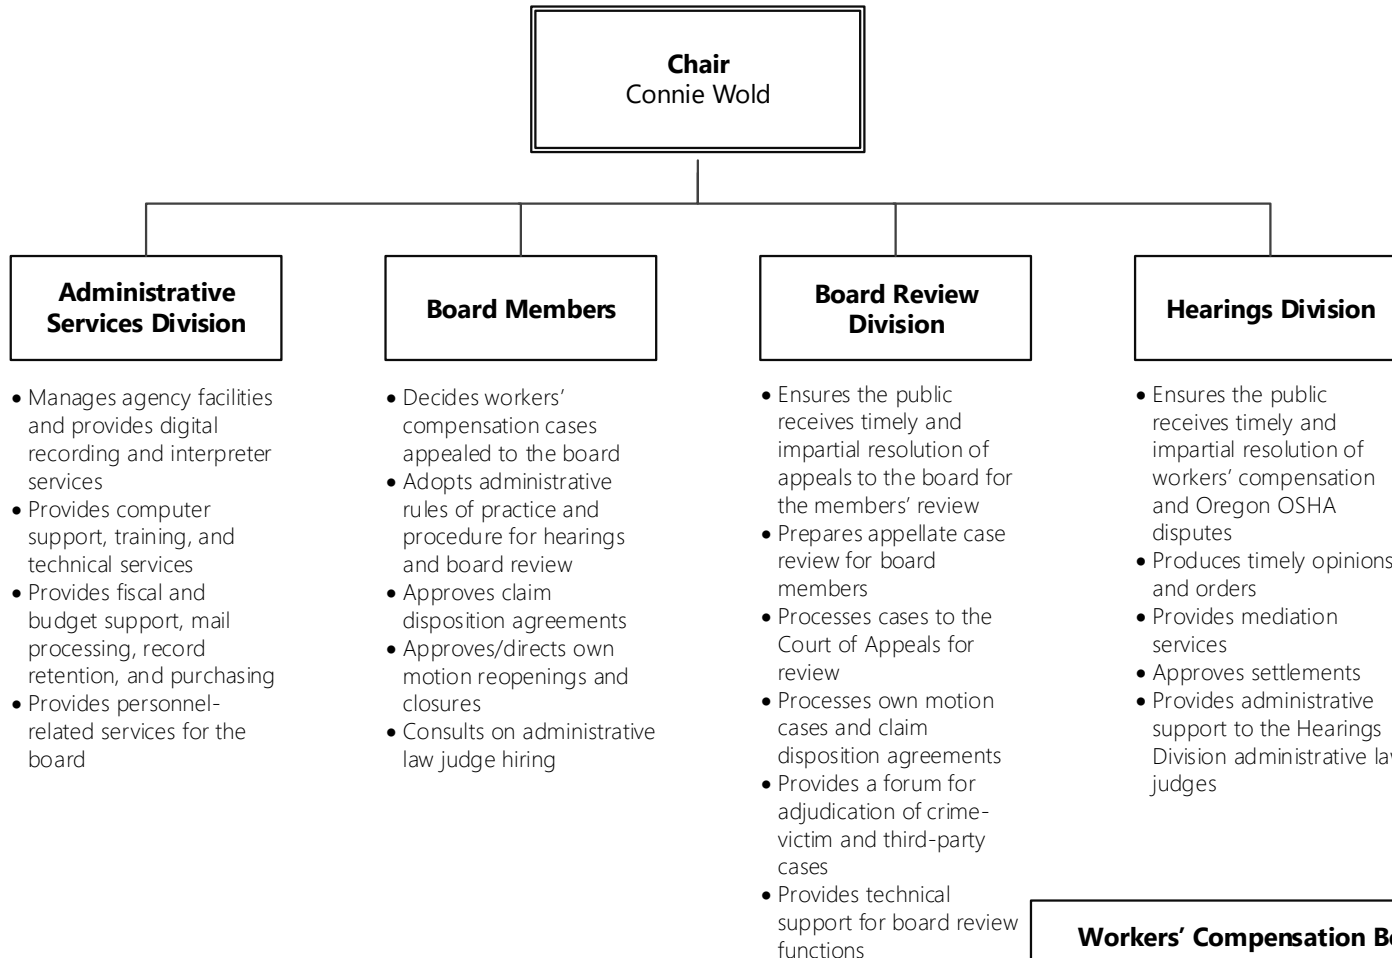 Chair
Connie Wold
Administrative
Services Division
• Manages agency facilities
and provides digital
recording and interpreter
services
• Provides computer
support, training, and
technical services
• Provides fiscal and
budget support, mail
processing, record
retention, and purchasing
• Provides personnel-
related services for the
board
Board Members
• Decides workers’
compensation cases
appealed to the board
• Adopts administrative
rules of practice and
procedure for hearings
and board review
• Approves claim
disposition agreements
• Approves/directs own
motion reopenings and
closures
• Consults on administrative
law judge hiring
Board Review
Division
• Ensures the public
receives timely and
impartial resolution of
appeals to the board for
the members’ review
• Prepares appellate case
review for board
members
• Processes cases to the
Court of Appeals for
review
• Processes own motion
cases and claim
disposition agreements
• Provides a forum for
adjudication of crime-
victim and third-party
cases
• Provides technical
support for board review
functions
Hearings Division
• Ensures the public
receives timely and
impartial resolution of
workers’ compensation
and Oregon OSHA
disputes
• Produces timely opinions
and orders
• Provides mediation
services
• Approves settlements
• Provides administrative
support to the Hearings
Division administrative
judges
Workers’ Compensation